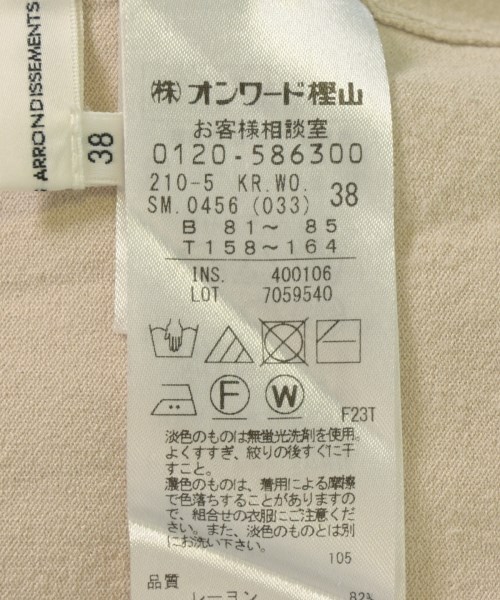 ARRONDISSEMENTS
38
(株)オンワード樫山
お客様相談室
0120-586300
210-5 KR.WO. 38
SM.0456 (033)
B 81~ 85
T 158~164
INS. 400106
LOT 7059540
F W
F23T
淡色のものは無蛍光洗剤を使用。
よくすすぎ、絞りの後すぐに干
すこと。
濃色のものは、着用による摩擦
で色落ちすることがありますの
で、組合せの衣服にご注意くだ
さい。また、淡色のものとは別
にお洗い下さい。
105
品質
レーヨン 82%